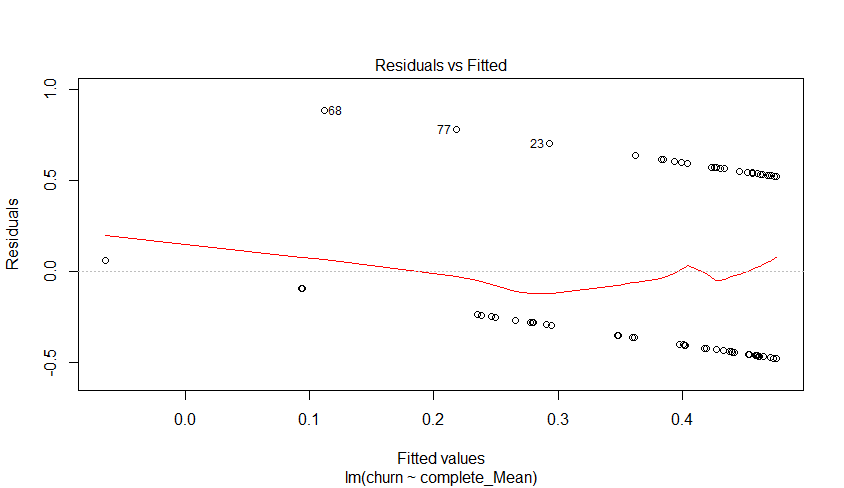 Residuals vs Fitted
1.0
0.5
0.0
-0.5
Residuals
68
77
23
0.0 0.1 0.2 0.3 0.4
Fitted values
lm(churn ~ complete_Mean)